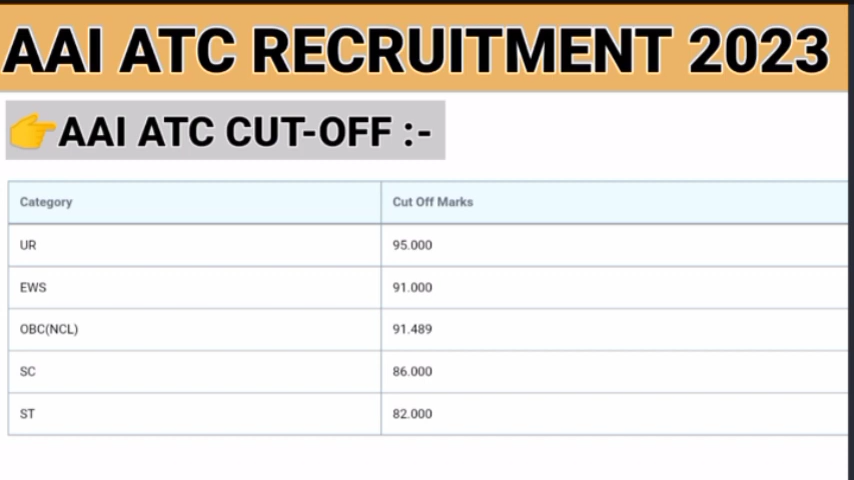 AAI ATC RECRUITMENT 2023
👉AAI ATC CUT-OFF :-
Category Cut Off Marks
UR 95.000
EWS 91.000
OBC(NCL) 91.489
SC 86.000
ST 82.000